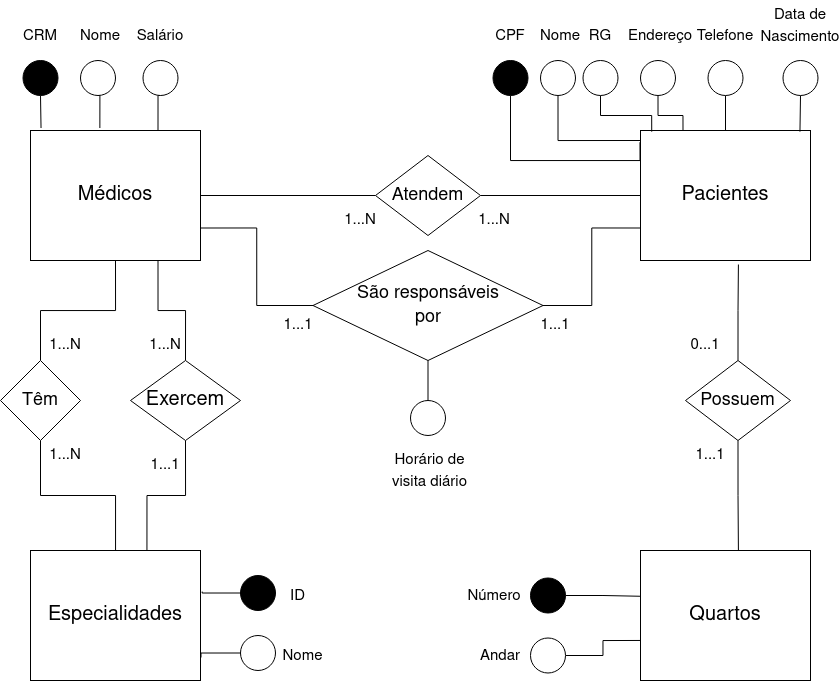 CRM
Nome
Salário
CPF
Nome
RG
Endereço
Telefone
Data de
Nascimento
Médicos
Atendem
Pacientes
1...N
1...N
São responsáveis
por
1...1
1...1
1...N
1...N
0...1
Têm
Exercem
Possuem
1...N
1...1
1...1
Horário de
visita diário
Especialidades
ID
Nome
Número
Andar
Quartos